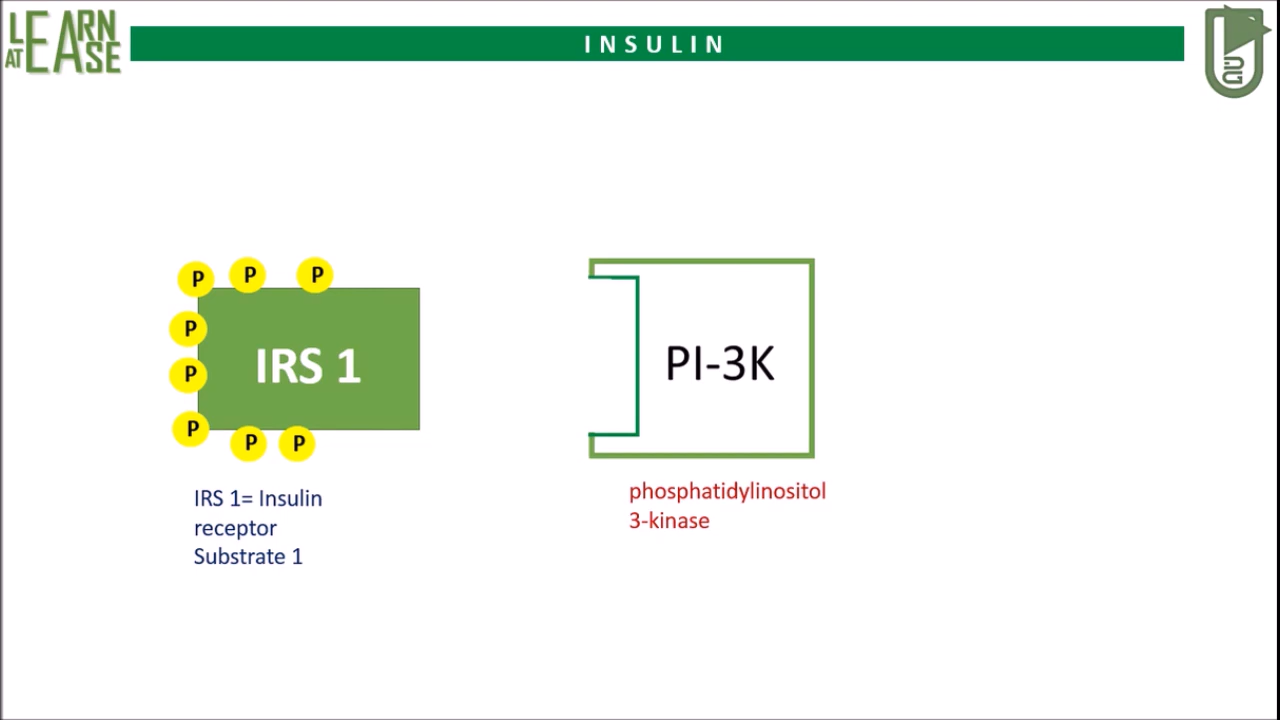 LEARN
AT EASE
INSULIN
P P P
P
P
P
P P
IRS 1
PI-3K
IRS 1= Insulin
receptor
Substrate 1
phosphatidylinositol
3-kinase